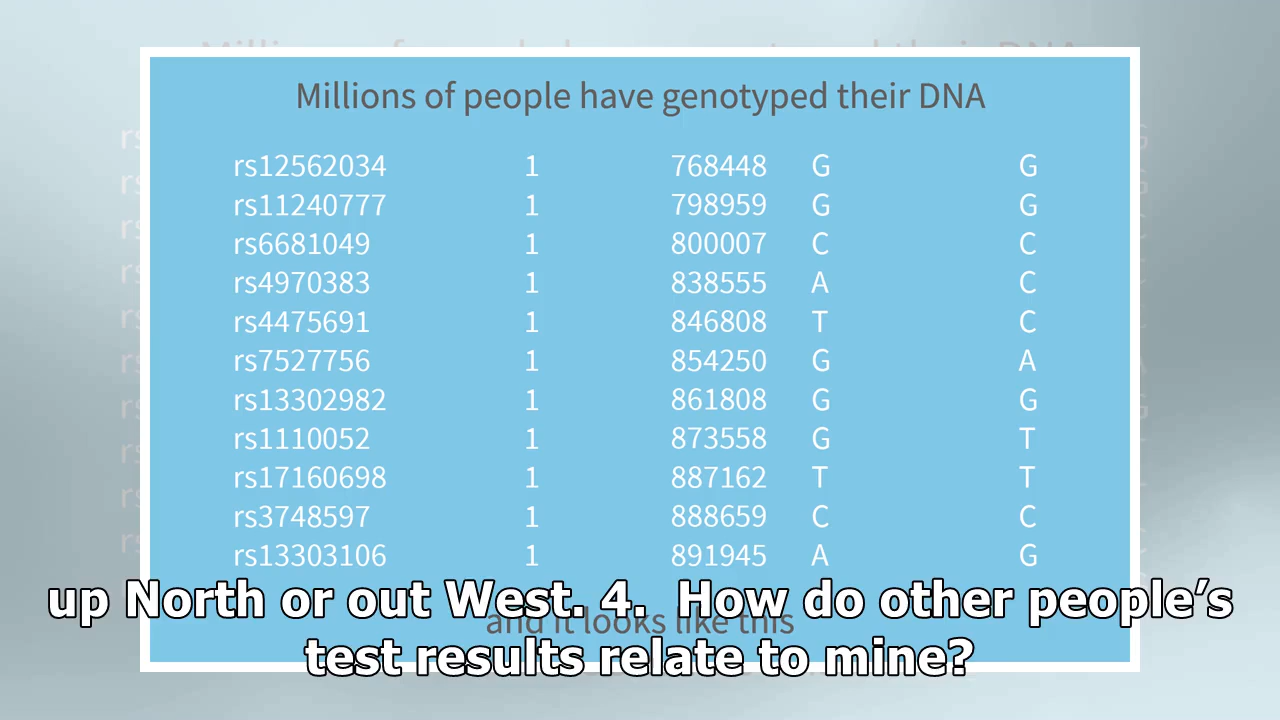 Millions of people have genotyped their DNA
rs12562034 1 768448 G G
rs11240777 1 798959 G G
rs6681049 1 800007 C C
rs4970383 1 838555 A C
rs4475691 1 846808 T C
rs7527756 1 854250 G A
rs13302982 1 861808 G G
rs1110052 1 873558 G T
rs17160698 1 887162 T T
rs3748597 1 888659 C C
rs13303106 1 891945 A G
and it looks like this
up North or out West. 4.  How do other people’s
test results relate to mine?